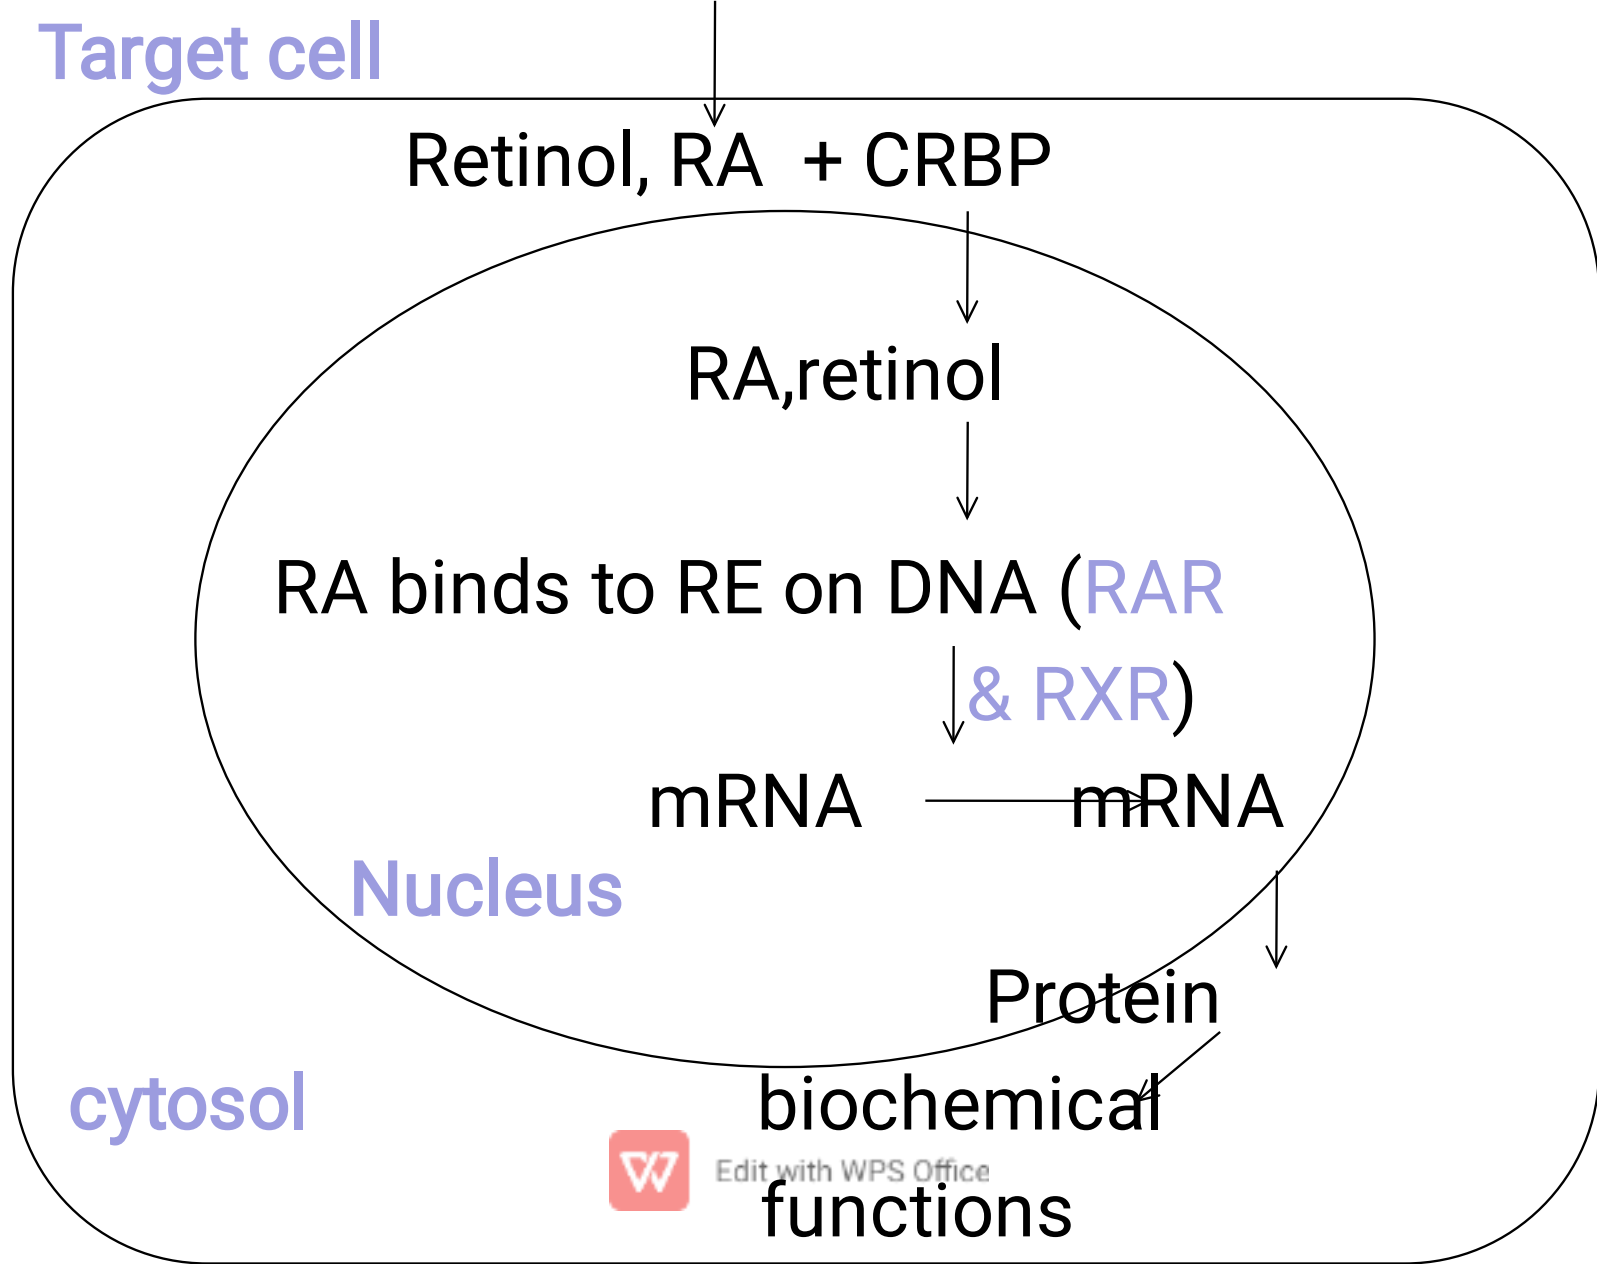 Target cell
Retinol, RA + CRBP
RA,retinol
RA binds to RE on DNA (RAR
& RXR)
mRNA mRNA
Nucleus
Protein
cytosol
biochemical
Edit with WPS Office
functions